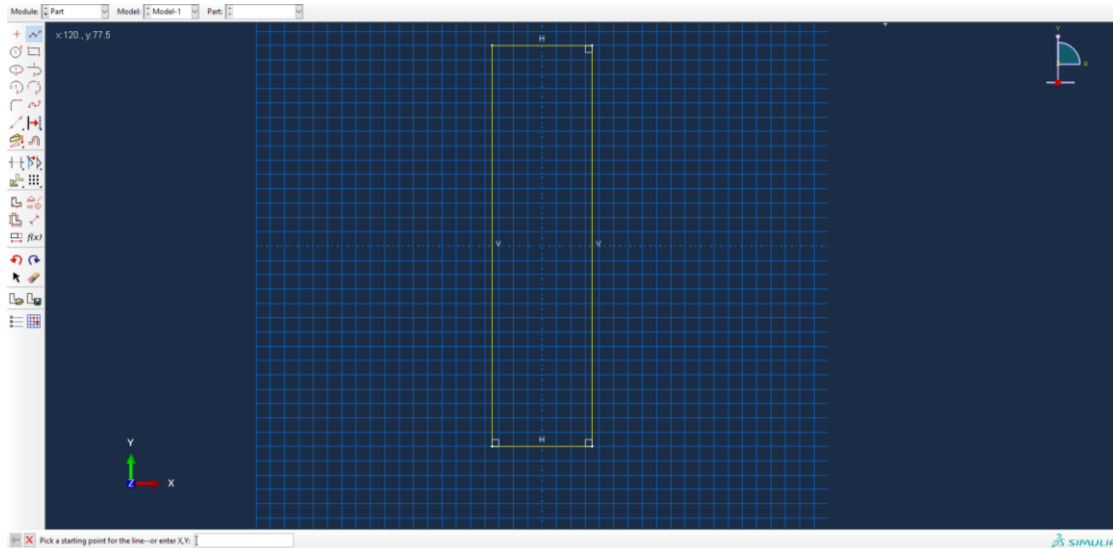 Module: Part Model: Model-1 Part:
x:120., y:77.5
H
V V
H
f(x)
Y
X
Y
Z X
Pick a starting point for the line--or enter X,Y:
SIMULIA